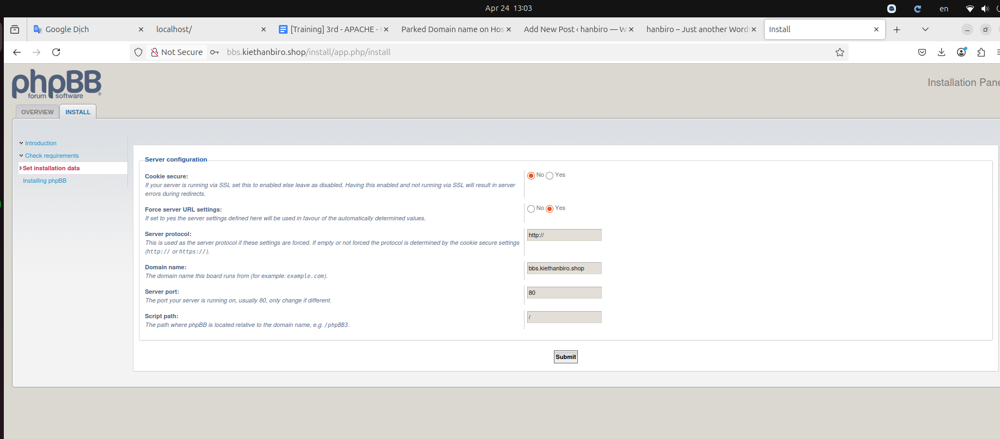 Apr 24 13:03
en
Google Dịch
localhost/
[Training] 3rd - APACHE -
Parked Domain name on Hos
Add New Post ‹ hanbiro — W
hanbiro – Just another Word
Install
Not Secure
bbs.kiethanbiro.shop/install/app.php/install
phpBB
forum software
®
Installation Pane
OVERVIEW
INSTALL
Introduction
Check requirements
Set installation data
Installing phpBB
Server configuration
Cookie secure:
If your server is running via SSL set this to enabled else leave as disabled. Having this enabled and not running via SSL will result in server
errors during redirects.
No Yes
Force server URL settings:
If set to yes the server settings defined here will be used in favour of the automatically determined values.
No Yes
Server protocol:
This is used as the server protocol if these settings are forced. If empty or not forced the protocol is determined by the cookie secure settings
(http:// or https://).
http://
Domain name:
The domain name this board runs from (for example: example.com).
bbs.kiethanbiro.shop
Server port:
The port your server is running on, usually 80, only change if different.
80
Script path:
The path where phpBB is located relative to the domain name, e.g. /phpBB3.
/
Submit